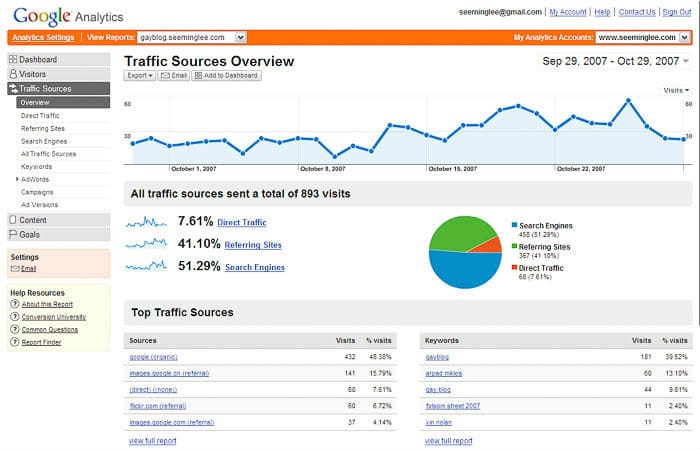 Google Analytics
seeminglee@gmail.com | My Account | Help | Contact Us | Sign Out
Analytics Settings | View Reports: gayblog.seeminglee.com
My Analytics Accounts: www.seeminglee.com
Dashboard
Visitors
Traffic Sources
Overview
Direct Traffic
Referring Sites
Search Engines
All Traffic Sources
Keywords
AdWords
Campaigns
Ad Versions
Content
Goals
Settings
Email
Help Resources
About this Report
Conversion University
Common Questions
Report Finder
Traffic Sources Overview
Sep 29, 2007 - Oct 29, 2007
Export Email Add to Dashboard
Visits
60 60
30 30
October 1, 2007 October 8, 2007 October 15, 2007 October 22, 2007
All traffic sources sent a total of 893 visits
7.61% Direct Traffic
41.10% Referring Sites
51.29% Search Engines
Search Engines
458 (51.29%)
Referring Sites
367 (41.10%)
Direct Traffic
68 (7.61%)
Top Traffic Sources
Sources Visits % visits
google (organic) 432 48.38%
images.google.cn (referral) 141 15.79%
(direct) ((none)) 68 7.61%
flickr.com (referral) 60 6.72%
images.google.com (referral) 37 4.14%
view full report
Keywords Visits % visits
gayblog 181 39.52%
arpad miklos 60 13.10%
gay blog 44 9.61%
folsom street 2007 11 2.40%
vin nolan 11 2.40%
view full report